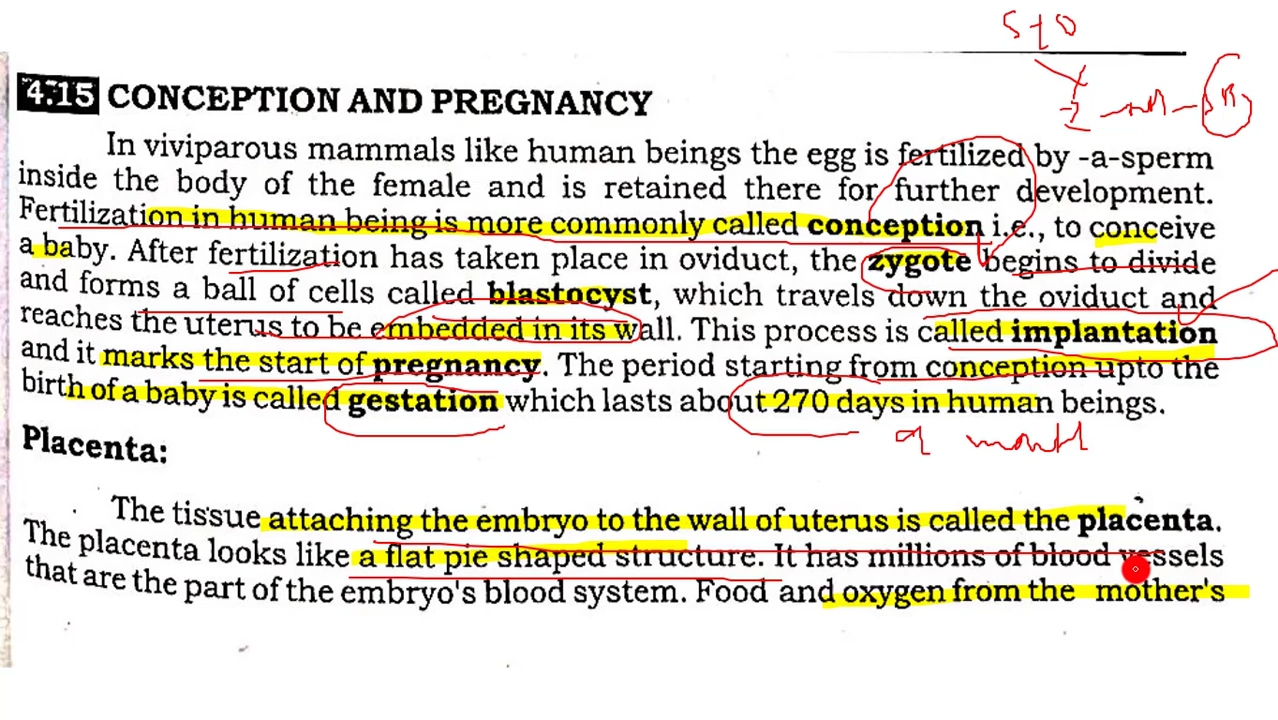 S + O
4.15 CONCEPTION AND PREGNANCY
In viviparous mammals like human beings the egg is fertilized by -a-sperm
inside the body of the female and is retained there for further development.
Fertilization in human being is more commonly called conception i.e., to conceive
a baby. After fertilization has taken place in oviduct, the zygote begins to divide
and forms a ball of cells called blastocyst, which travels down the oviduct and
reaches the uterus to be embedded in its wall. This process is called implantation
and it marks the start of pregnancy. The period starting from conception upto the
birth of a baby is called gestation which lasts about 270 days in human beings.
9 month
Placenta:
The tissue attaching the embryo to the wall of uterus is called the placenta.
The placenta looks like a flat pie shaped structure. It has millions of blood vessels
that are the part of the embryo's blood system. Food and oxygen from the mother's